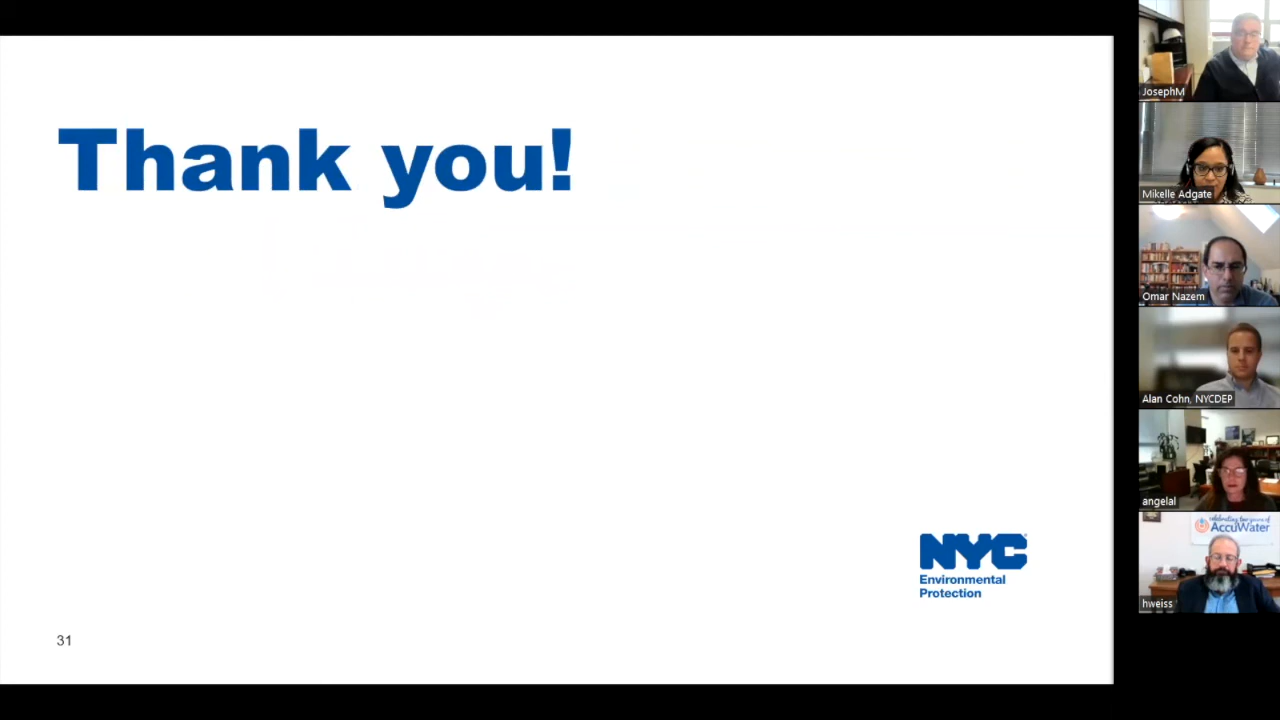 Thank you!
NYC
Environmental
Protection
31
JosephM
Mikelle Adgate
Omar Nazem
Alan Cohn, NYCDEP
angelal
AccuWater
hweiss